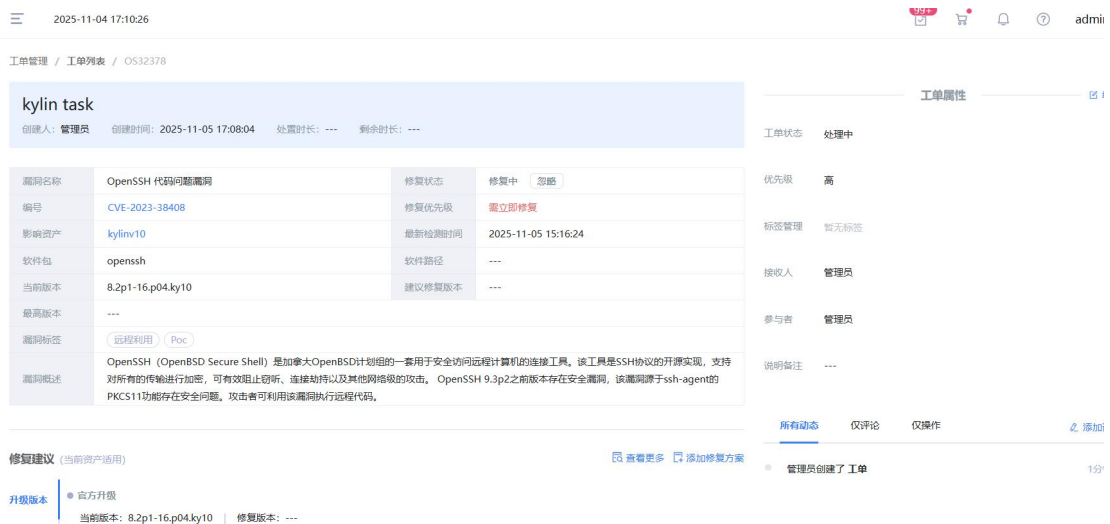 2025-11-04 17:10:26
99+
admin
工单管理 / 工单列表 / OS32378
kylin task
创建人：管理员 创建时间：2025-11-05 17:08:04 处置时长：--- 剩余时长：---
漏洞名称 OpenSSH 代码问题漏洞 修复状态 修复中 忽略
编号 CVE-2023-38408 修复优先级 需立即修复
影响资产 kylinv10 最新检测时间 2025-11-05 15:16:24
软件包 openssh 软件路径 ---
当前版本 8.2p1-16.p04.ky10 建议修复版本 ---
最高版本 ---
漏洞标签 远程利用 Poc
漏洞概述 OpenSSH（OpenBSD Secure Shell）是加拿大OpenBSD计划组的一套用于安全访问远程计算机的连接工具。该工具是SSH协议的开源实现，支持
对所有的传输进行加密，可有效阻止窃听、连接劫持以及其他网络级的攻击。 OpenSSH 9.3p2之前版本存在安全漏洞，该漏洞源于ssh-agent的
PKCS11功能存在安全问题。攻击者可利用该漏洞执行远程代码。
修复建议 (当前资产适用) 查看更多 添加修复方案
升级版本 官方升级
当前版本：8.2p1-16.p04.ky10 | 修复版本：---
工单属性
工单状态 处理中
优先级 高
标签管理 暂无标签
接收人 管理员
参与者 管理员
说明备注 ---
所有动态 仅评论 仅操作 添加
管理员创建了 工单 1分